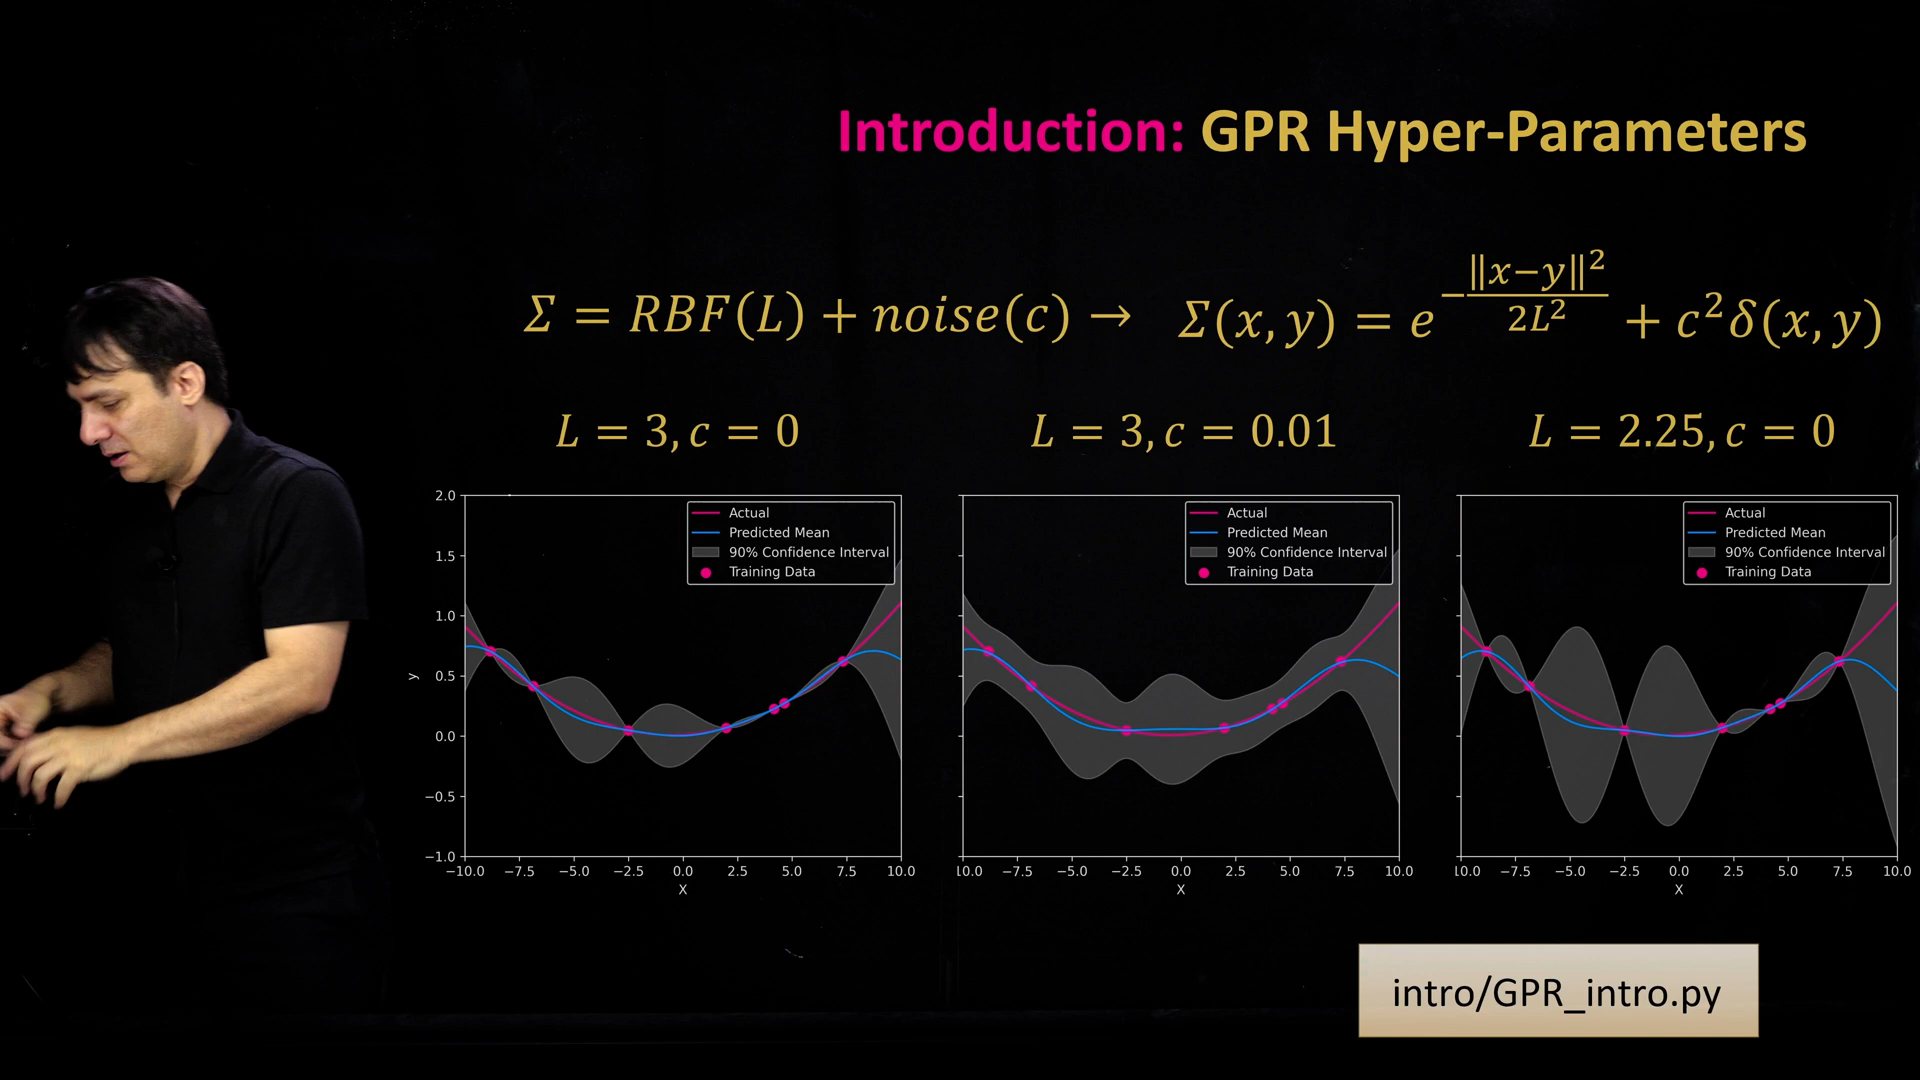 Introduction: GPR Hyper-Parameters
Σ = RBF(L) + noise(c) → Σ(x, y) = e^{−‖x−y‖²/2L²} + c²δ(x, y)
L = 3, c = 0
L = 3, c = 0.01
L = 2.25, c = 0
Actual
Predicted Mean
90% Confidence Interval
Training Data
2.0
1.5
1.0
0.5
0.0
−0.5
−1.0
y
−10.0 −7.5 −5.0 −2.5 0.0 2.5 5.0 7.5 10.0
X
Actual
Predicted Mean
90% Confidence Interval
Training Data
10.0 −7.5 −5.0 −2.5 0.0 2.5 5.0 7.5 10.0
X
Actual
Predicted Mean
90% Confidence Interval
Training Data
10.0 −7.5 −5.0 −2.5 0.0 2.5 5.0 7.5 10.0
X
intro/GPR_intro.py